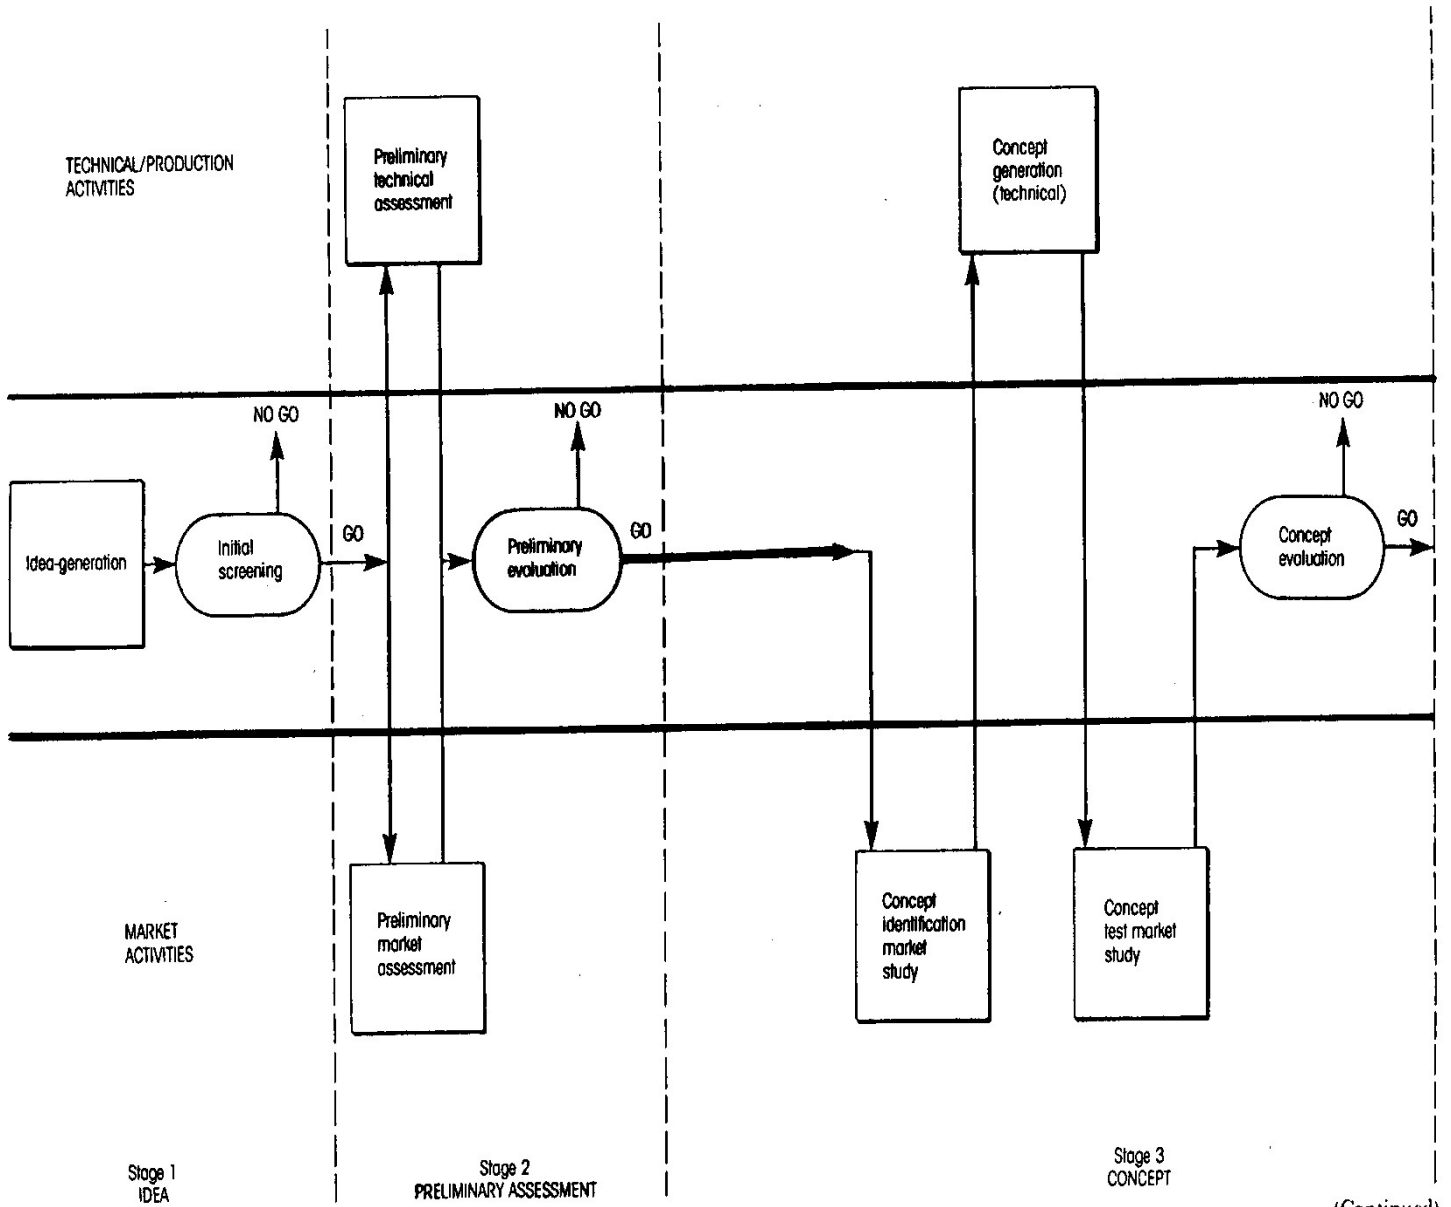 TECHNICAL/PRODUCTION
ACTIVITIES
Preliminary
technical
assessment
Concept
generation
(technical)
NO GO
NO GO
NO GO
Idea-generation
Initial
screening
GO
Preliminary
evaluation
GO
Concept
evaluation
GO
MARKET
ACTIVITIES
Preliminary
market
assessment
Concept
identification
market
study
Concept
test market
study
Stage 1
IDEA
Stage 2
PRELIMINARY ASSESSMENT
Stage 3
CONCEPT
(Continued)